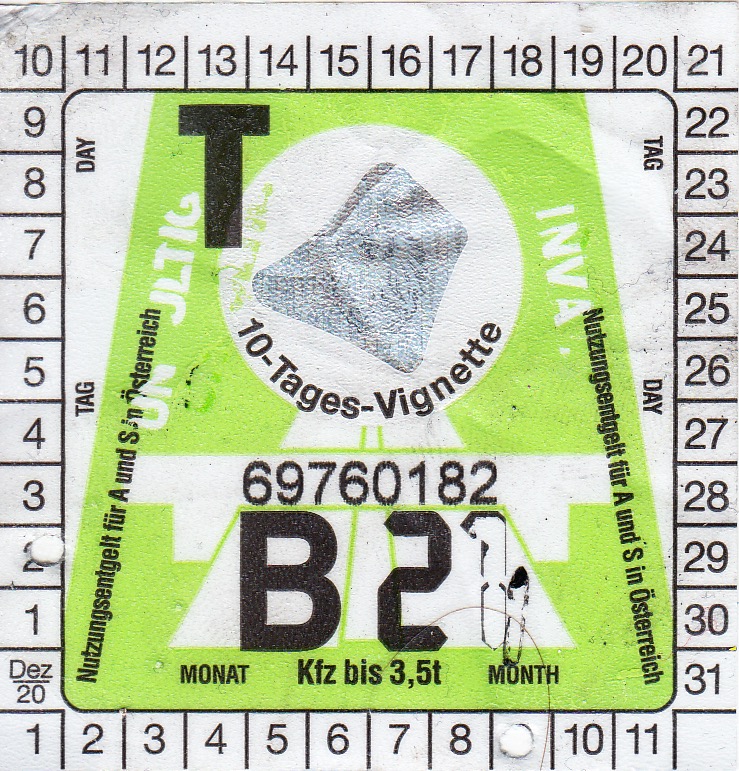 10 11 12 13 14 15 16 17 18 19 20 21
9 22
8 23
7 24
6 25
5 26
4 27
3 28
2 29
1 30
Dez 31
20
1 2 3 4 5 6 7 8 10 11
T
DAY
TAG
TAG
DAY
INVA
10-Tages-Vignette
Nutzungsentgelt für A und S in Österreich
Nutzungsentgelt für A und S in Österreich
69760182
B 2
MONAT Kfz bis 3,5t MONTH